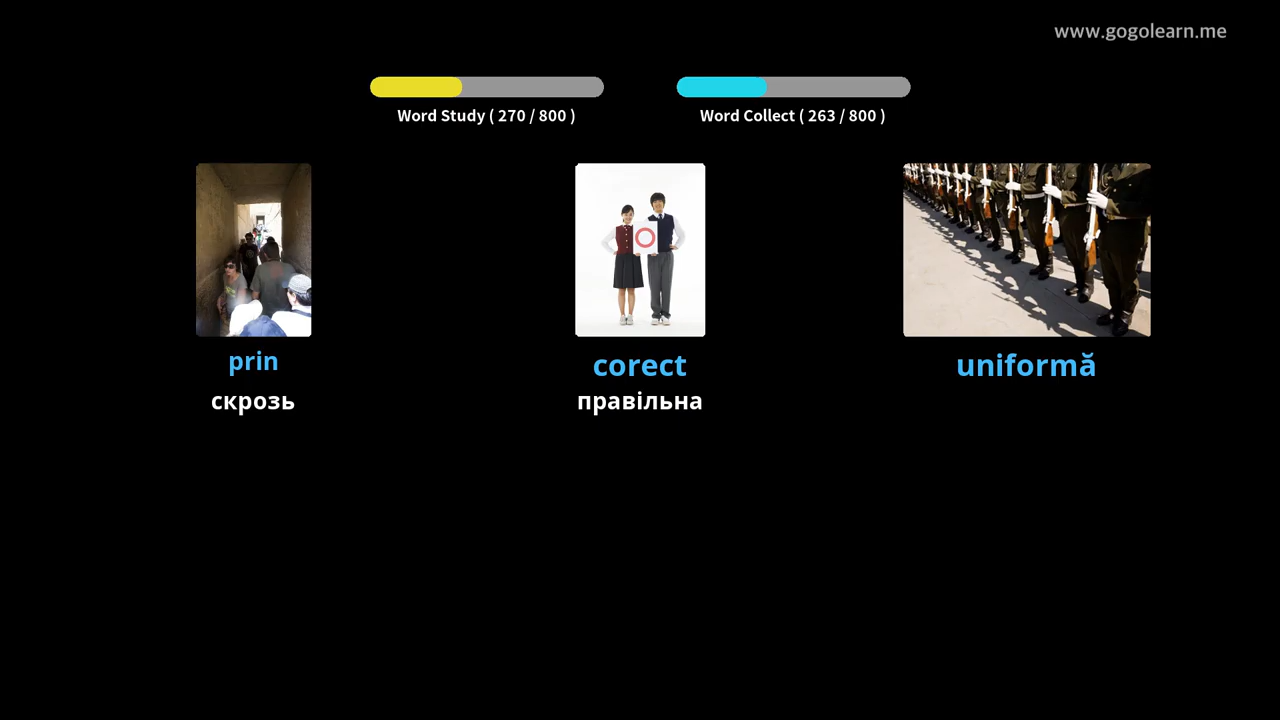 www.gogolearn.me
Word Study ( 270 / 800 )
Word Collect ( 263 / 800 )
prin
corect
uniformă
скрозь
правільна